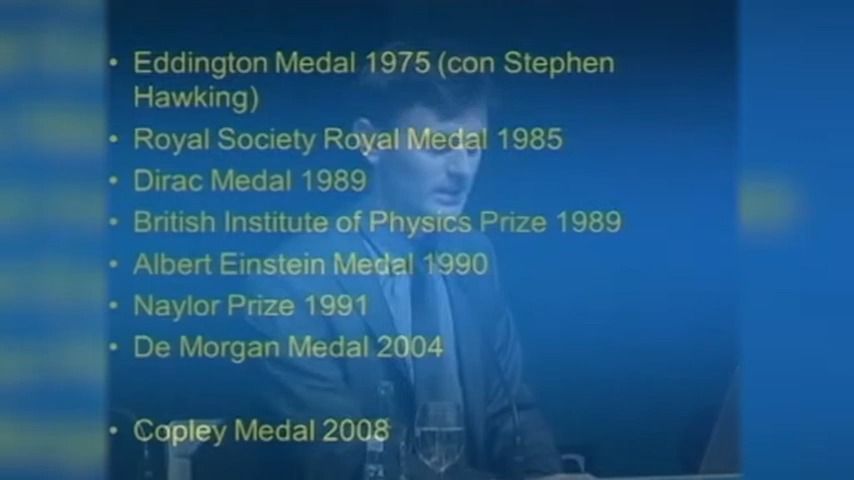 • Eddington Medal 1975 (con Stephen
Hawking)
• Royal Society Royal Medal 1985
• Dirac Medal 1989
• British Institute of Physics Prize 1989
• Albert Einstein Medal 1990
• Naylor Prize 1991
• De Morgan Medal 2004
• Copley Medal 2008